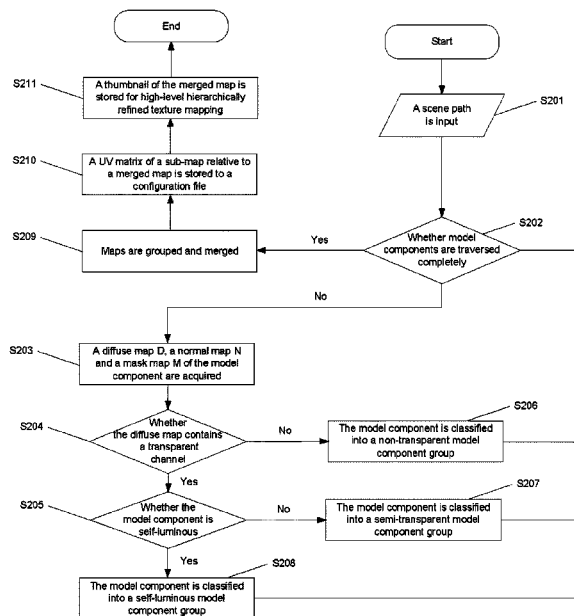 Start
S201
A scene path
is input
S202
Whether model
components are traversed
completely
Yes
No
S209
Maps are grouped and merged
S210
A UV matrix of a sub-map relative to
a merged map is stored to a
configuration file
S211
A thumbnail of the merged map is
stored for high-level hierarchically
refined texture mapping
End
S203
A diffuse map D, a normal map N
and a mask map M of the model
component are acquired
S204
Whether
the diffuse map contains
a transparent
channel
No
S206
The model component is classified
into a non-transparent model
component group
Yes
S205
Whether the
model component is
self-luminous
No
S207
The model component is classified
into a semi-transparent model
component group
Yes
S208
The model component is classified
into a self-luminous model
component group